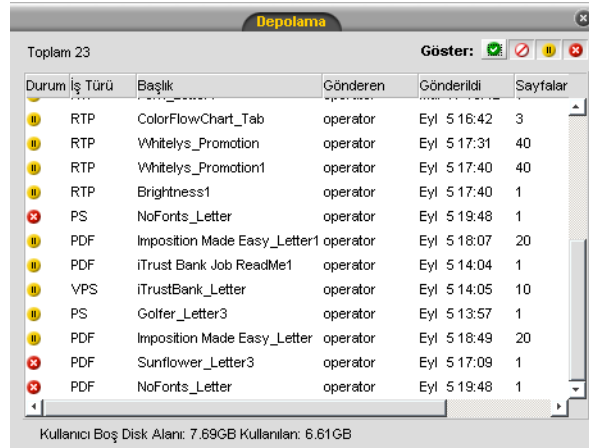 Depolama
Toplam 23 Göster:
Durum İş Türü Başlık Gönderen Gönderildi Sayfalar
RTP ColorFlowChart_Tab operator Eyl 5 16:42 3
RTP Whitelys_Promotion operator Eyl 5 17:31 40
RTP Whitelys_Promotion1 operator Eyl 5 17:40 40
RTP Brightness1 operator Eyl 5 17:40 1
PS NoFonts_Letter operator Eyl 5 19:48 1
PDF Imposition Made Easy_Letter1 operator Eyl 5 18:07 20
PDF iTrust Bank Job ReadMe1 operator Eyl 5 14:04 1
VPS iTrustBank_Letter operator Eyl 5 14:05 10
PS Golfer_Letter3 operator Eyl 5 13:57 1
PDF Imposition Made Easy_Letter operator Eyl 5 18:49 20
PDF Sunflower_Letter3 operator Eyl 5 17:09 1
PDF NoFonts_Letter operator Eyl 5 19:48 1
Kullanıcı Boş Disk Alanı: 7.69GB Kullanılan: 6.61GB